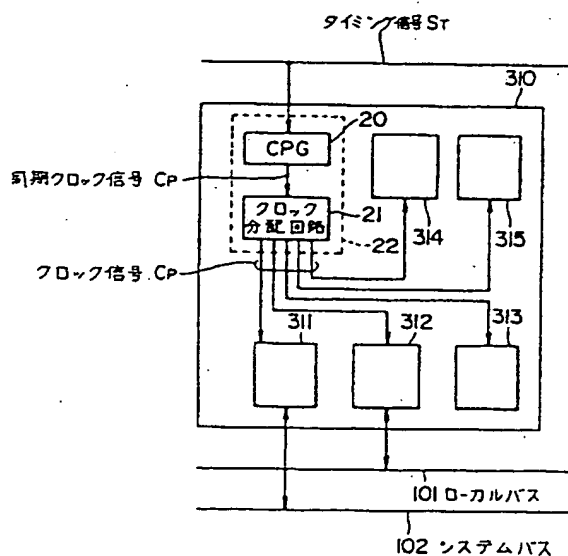 タイミング信号 ST
310
20
CPG
同期クロック信号 CP
クロック
分配回路
21
22
314
315
クロック信号 CP
311
312
313
101 ローカルバス
102 システムバス